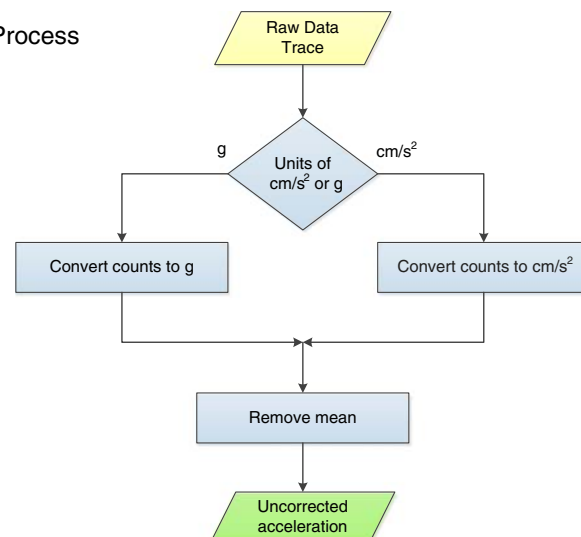 Process
Raw Data
Trace
g
cm/s²
Units of
cm/s² or g
Convert counts to g
Convert counts to cm/s²
Remove mean
Uncorrected
acceleration